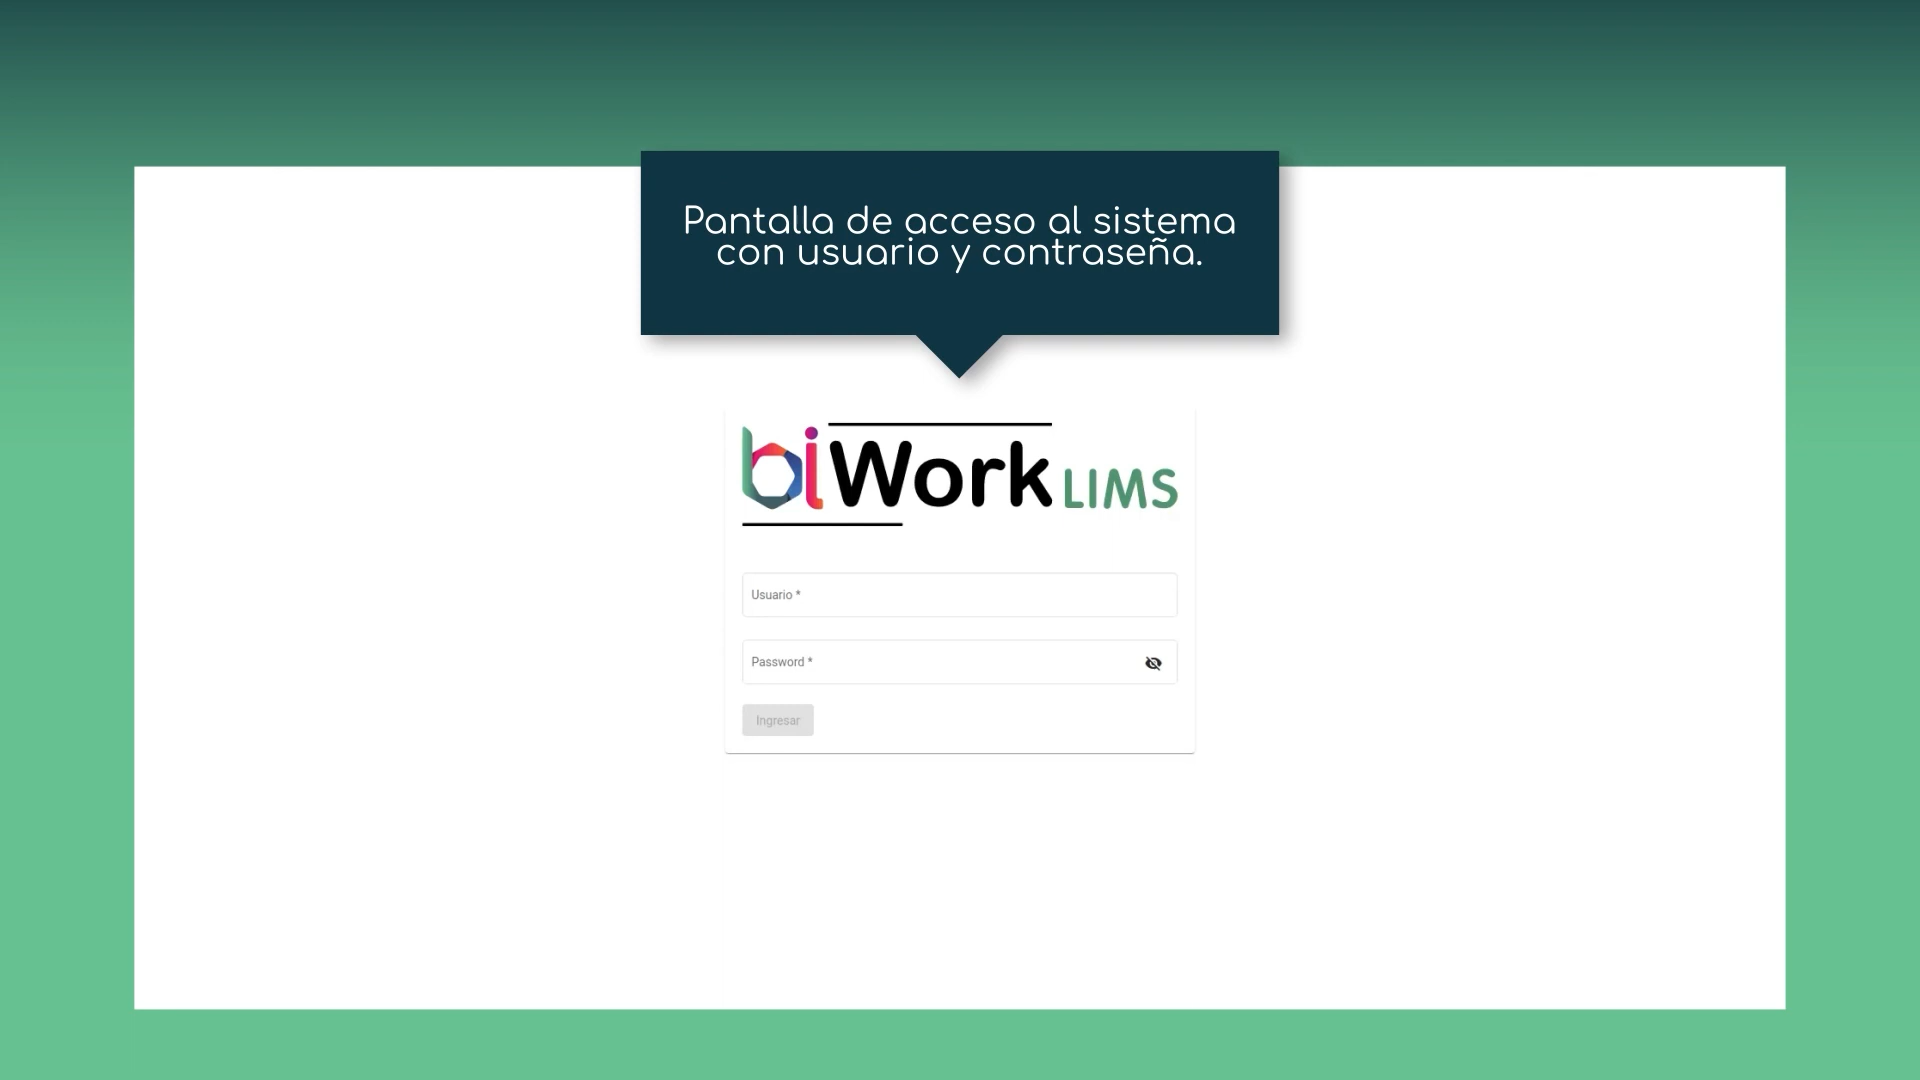 Pantalla de acceso al sistema
con usuario y contraseña.
biWork LIMS
Usuario *
Password *
Ingresar